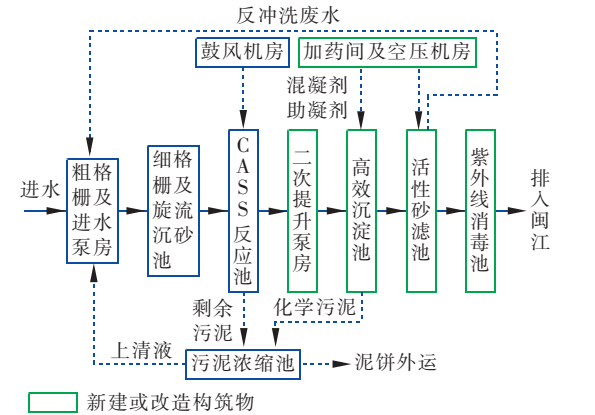 反冲洗废水
鼓风机房
加药间及空压机房
混凝剂
助凝剂
进水
粗格
栅及
进水
泵房
细格
栅及
旋流
沉砂
池
CASS反应池
二次提升泵房
高效沉淀池
活性砂滤池
紫外线消毒池
排入闽江
剩余
污泥
化学污泥
上清液
污泥浓缩池
泥饼外运
新建或改造构筑物